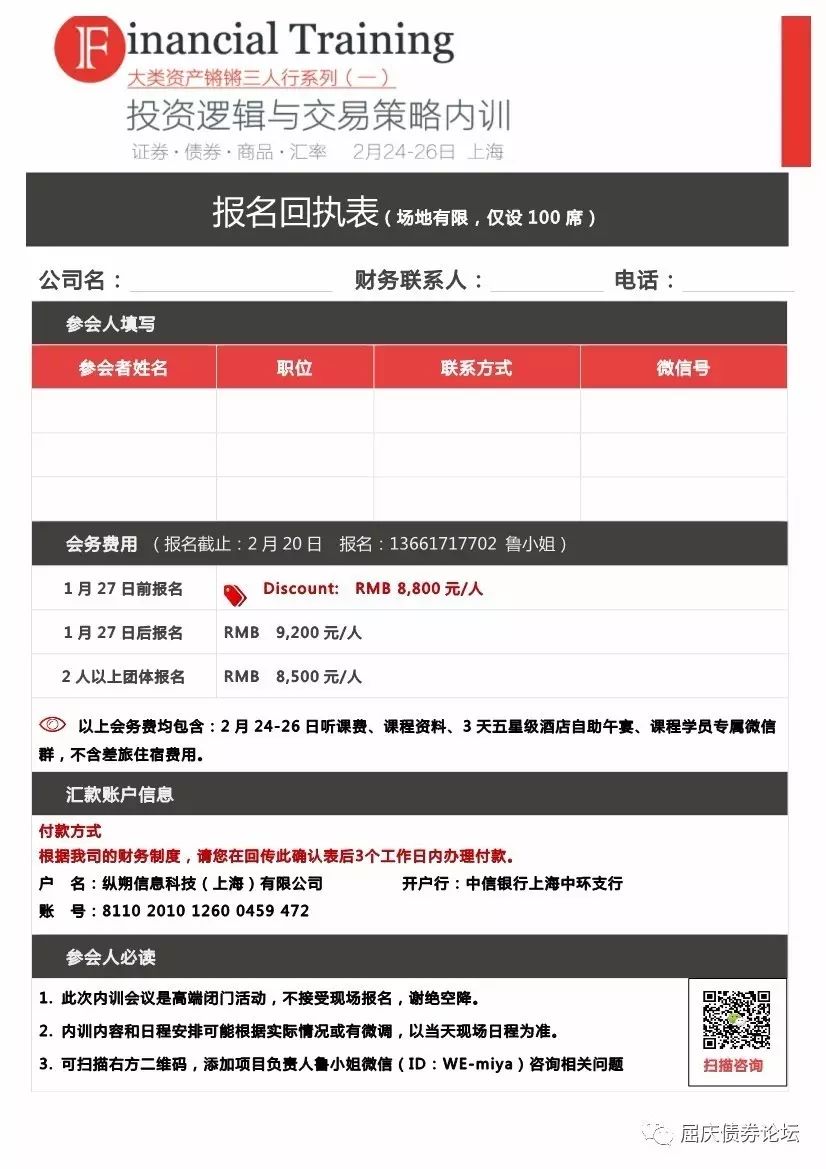 Financial Training
大类资产锵锵三人行系列（一）
投资逻辑与交易策略内训
证券·债券·商品·汇率 2月24-26日 上海
报名回执表（场地有限，仅设 100 席）
公司名： 财务联系人： 电话：
参会人填写
参会者姓名 职位 联系方式 微信号
会务费用 （报名截止：2 月 20 日 报名：13661717702 鲁小姐）
1 月 27 日前报名 Discount: RMB 8,800 元/人
1 月 27 日后报名 RMB 9,200 元/人
2 人以上团体报名 RMB 8,500 元/人
以上会务费均包含：2 月 24-26 日听课费、课程资料、3 天五星级酒店自助午宴、课程学员专属微信
群，不含差旅住宿费用。
汇款账户信息
付款方式
根据我司的财务制度，请您在回传此确认表后3个工作日内办理付款。
户 名：纵朔信息科技（上海）有限公司 开户行：中信银行上海中环支行
账 号：8110 2010 1260 0459 472
参会人必读
1. 此次内训会议是高端闭门活动，不接受现场报名，谢绝空降。
2. 内训内容和日程安排可能根据实际情况或有微调，以当天现场日程为准。
3. 可扫描右方二维码，添加项目负责人鲁小姐微信（ID：WE-miya）咨询相关问题
扫描咨询
屈庆债券论坛